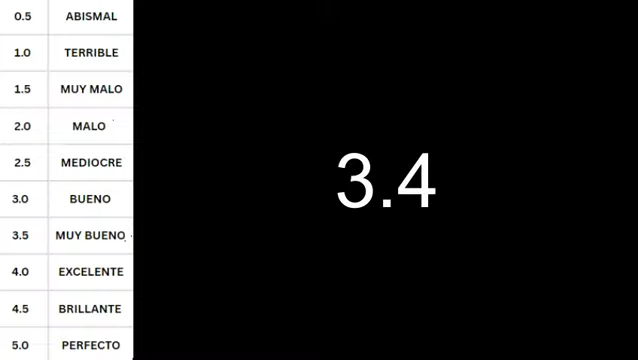 0.5 ABISMAL
1.0 TERRIBLE
1.5 MUY MALO
2.0 MALO
2.5 MEDIOCRE
3.0 BUENO
3.5 MUY BUENO
4.0 EXCELENTE
4.5 BRILLANTE
5.0 PERFECTO
3.4